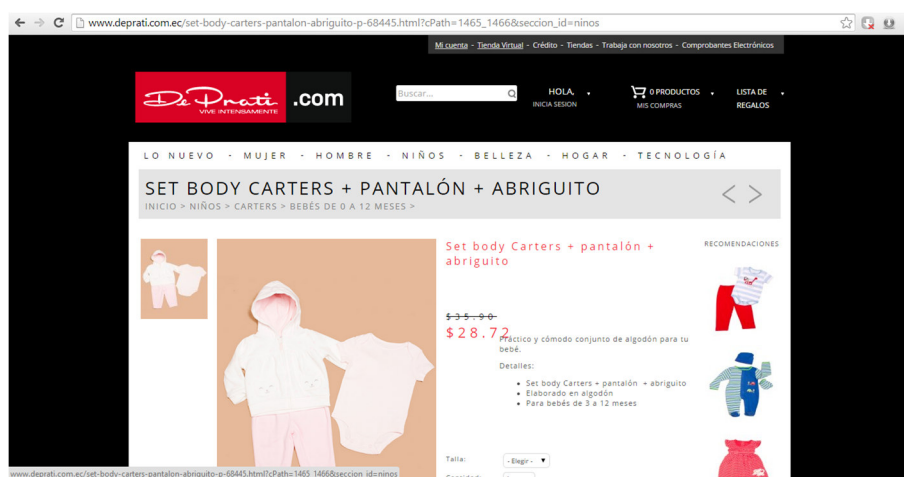 www.deprati.com.ec/set-body-carters-pantalon-abriguito-p-68445.html?cPath=1465_1466&seccion_id=ninos
Mi cuenta - Tienda Virtual - Crédito - Tiendas - Trabaja con nosotros - Comprobantes Electrónicos
De Prati .com
VIVE INTENSAMENTE
Buscar...
HOLA,
INICIA SESION
0 PRODUCTOS
MIS COMPRAS
LISTA DE
REGALOS
LO NUEVO - MUJER - HOMBRE - NIÑOS - BELLEZA - HOGAR - TECNOLOGÍA
SET BODY CARTERS + PANTALÓN + ABRIGUITO
INICIO > NIÑOS > CARTERS > BEBÉS DE 0 A 12 MESES >
Set body Carters + pantalón +
abriguito
$35.90
$28.72
Práctico y cómodo conjunto de algodón para tu
bebé.
Detalles:
Set body Carters + pantalón + abriguito
Elaborado en algodón
Para bebés de 3 a 12 meses
Talla:
- Elegir -
RECOMENDACIONES
www.deprati.com.ec/set-body-carters-pantalon-abriguito-p-68445.html?cPath=1465_1466&seccion_id=ninos